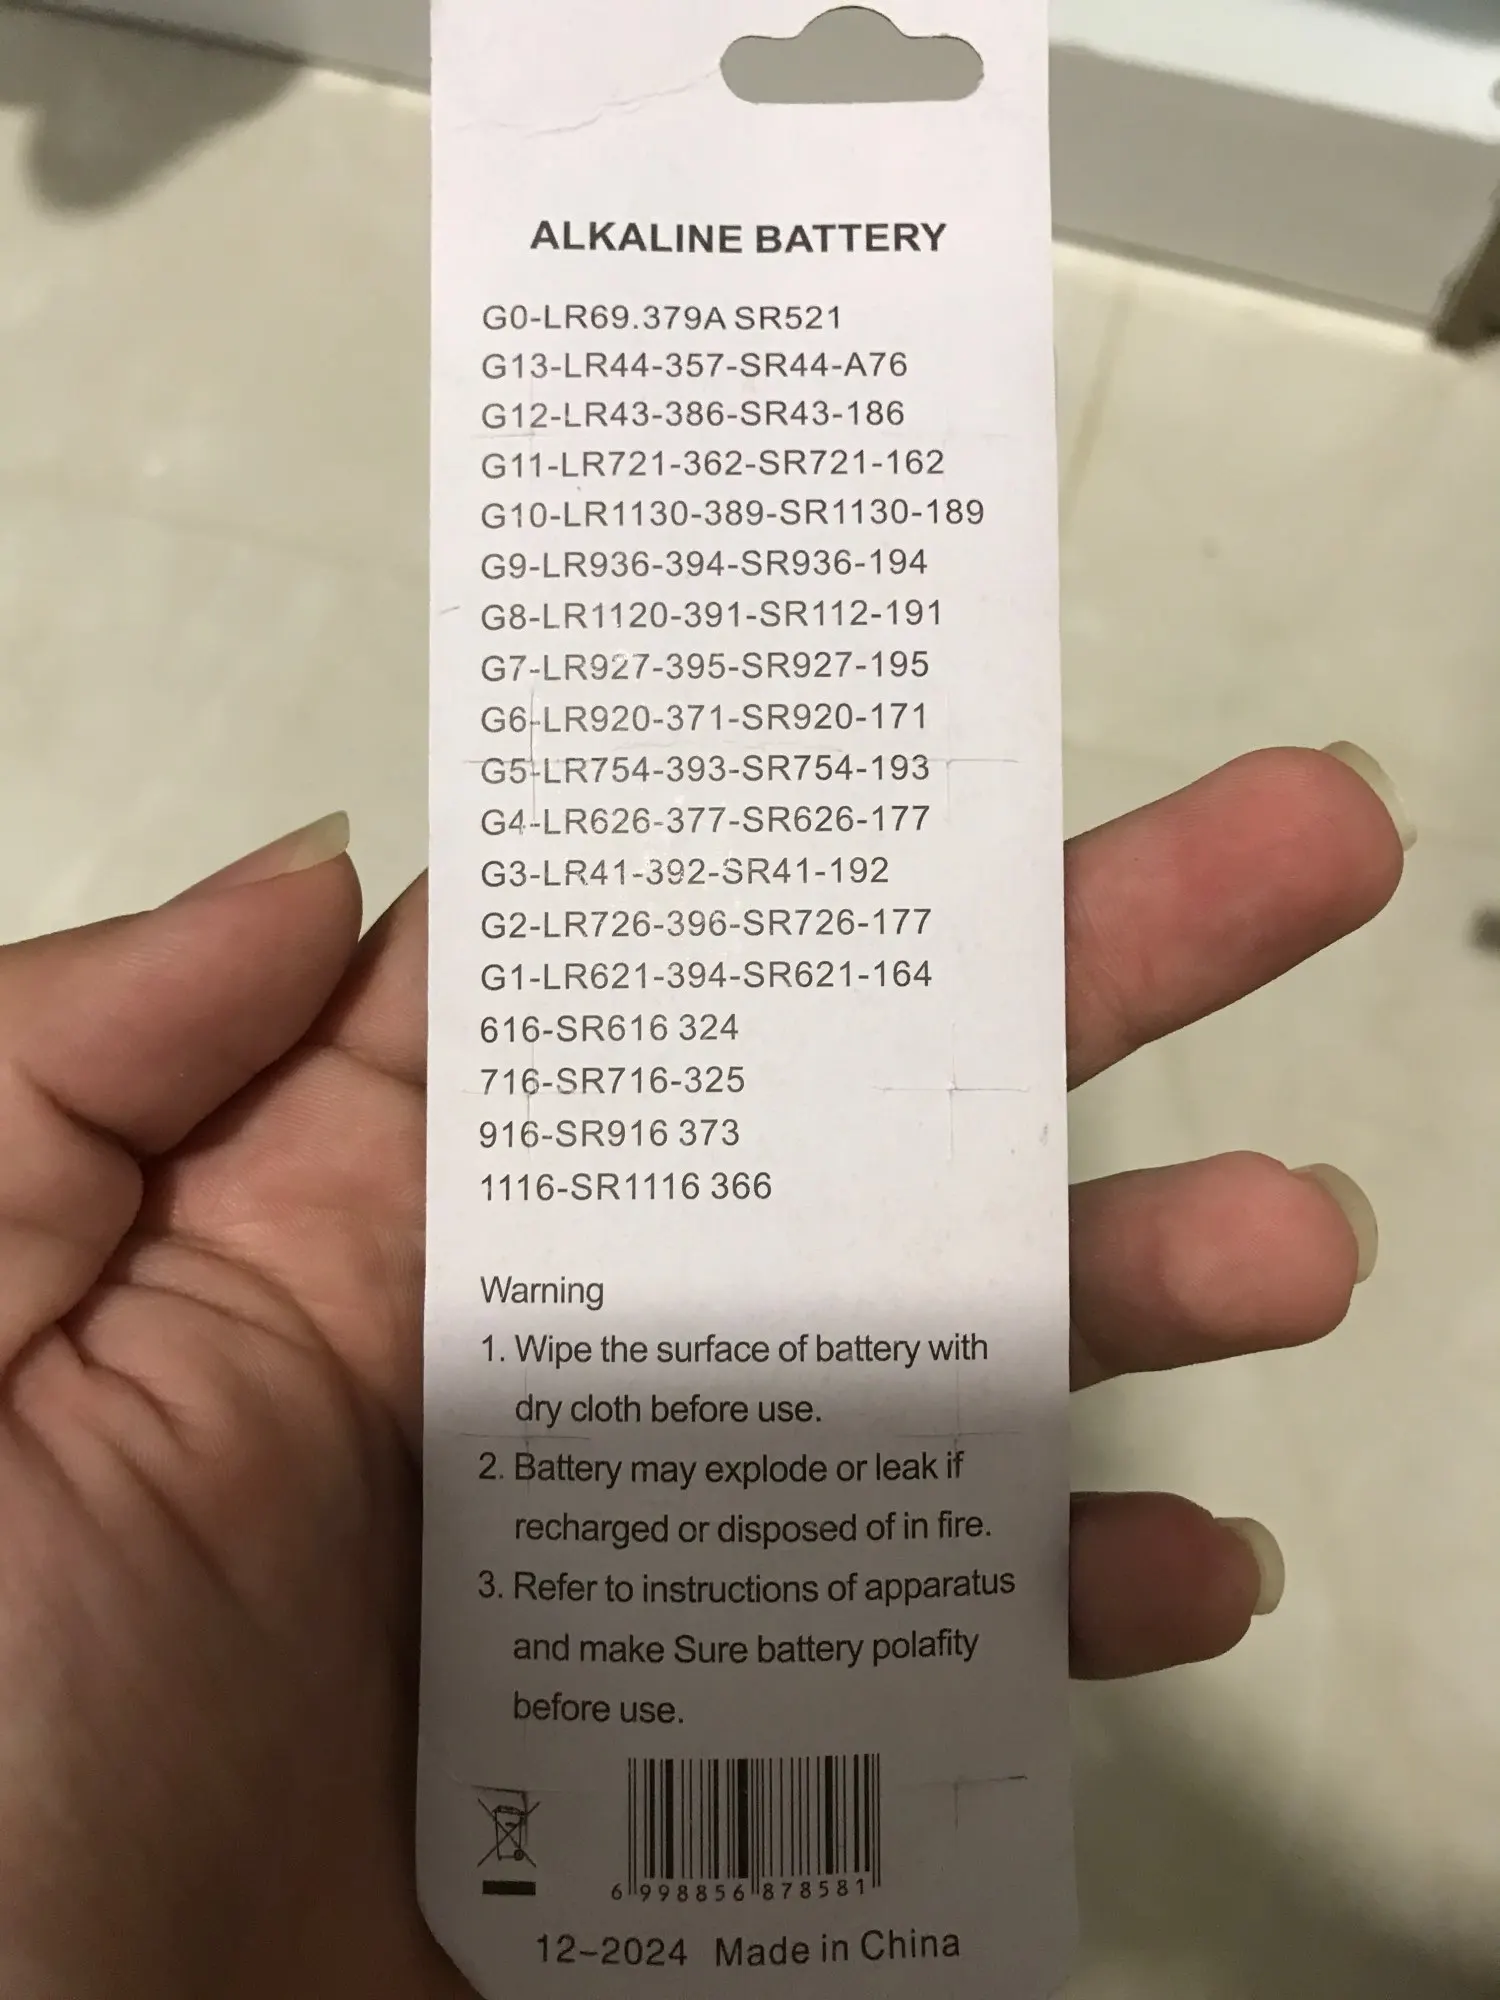 ALKALINE BATTERY
G0-LR69.379A SR521
G13-LR44-357-SR44-A76
G12-LR43-386-SR43-186
G11-LR721-362-SR721-162
G10-LR1130-389-SR1130-189
G9-LR936-394-SR936-194
G8-LR1120-391-SR112-191
G7-LR927-395-SR927-195
G6-LR920-371-SR920-171
G5-LR754-393-SR754-193
G4-LR626-377-SR626-177
G3-LR41-392-SR41-192
G2-LR726-396-SR726-177
G1-LR621-394-SR621-164
616-SR616 324
716-SR716-325
916-SR916 373
1116-SR1116 366
Warning
1. Wipe the surface of battery with
dry cloth before use.
2. Battery may explode or leak if
recharged or disposed of in fire.
3. Refer to instructions of apparatus
and make Sure battery polafity
before use.
6 998856 878581
12-2024 Made in China